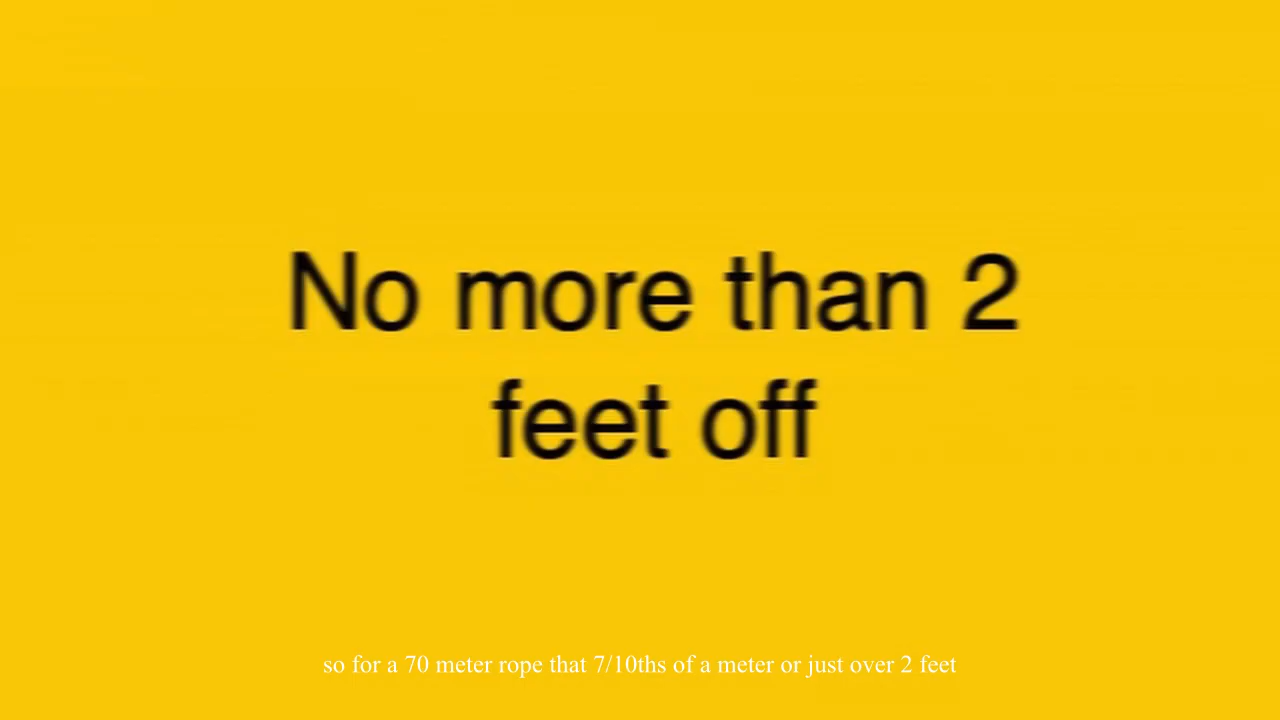 No more than 2
feet off
so for a 70 meter rope that 7/10ths of a meter or just over 2 feet